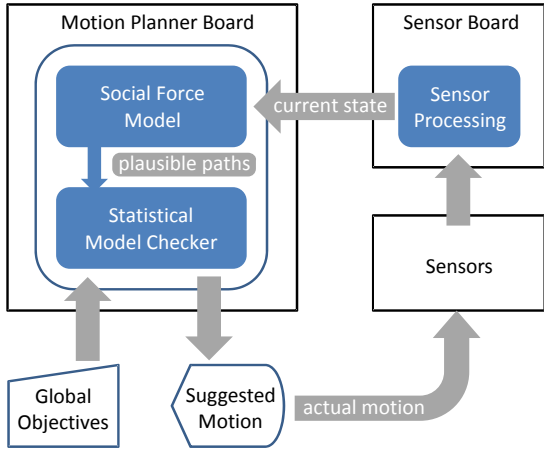 Motion Planner Board
Social Force
Model
plausible paths
Statistical
Model Checker
current state
Sensor Board
Sensor
Processing
Sensors
Global
Objectives
Suggested
Motion
actual motion